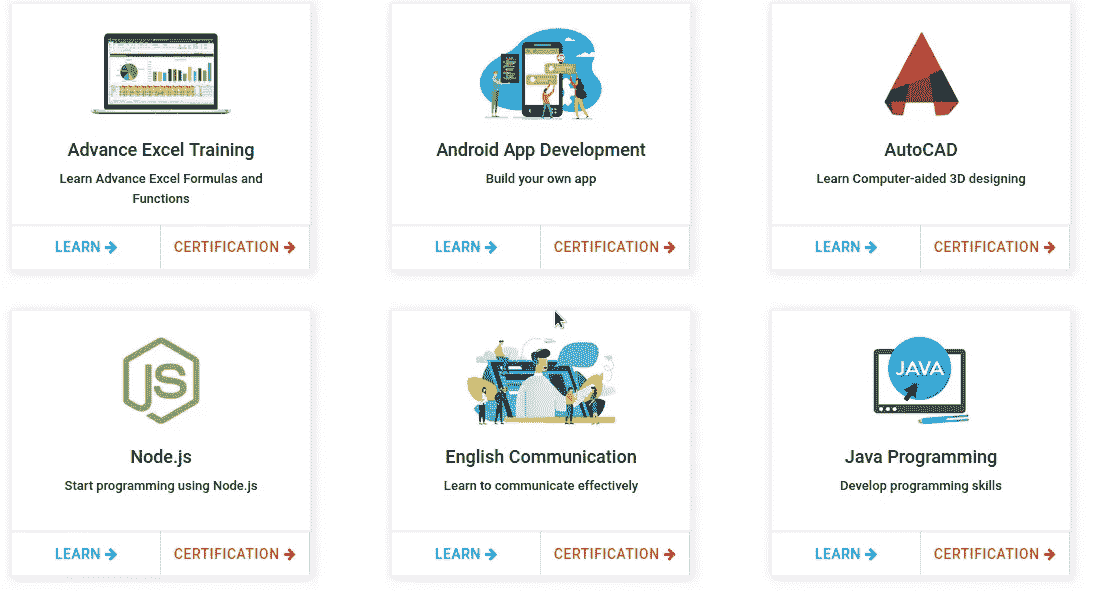 Advance Excel Training
Learn Advance Excel Formulas and
Functions
LEARN → CERTIFICATION →
Android App Development
Build your own app
LEARN → CERTIFICATION →
AutoCAD
Learn Computer-aided 3D designing
LEARN → CERTIFICATION →
JS
Node.js
Start programming using Node.js
LEARN → CERTIFICATION →
English Communication
Learn to communicate effectively
LEARN → CERTIFICATION →
JAVA
Java Programming
Develop programming skills
LEARN → CERTIFICATION →